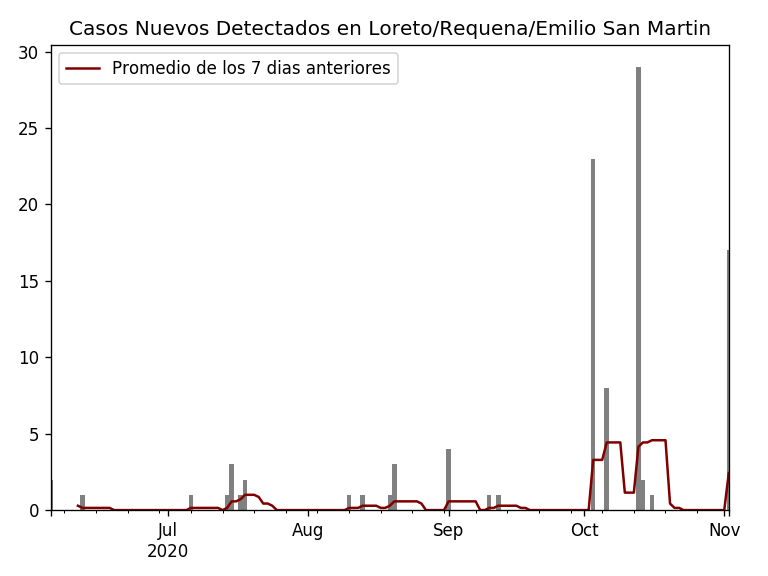 Casos Nuevos Detectados en Loreto/Requena/Emilio San Martin
Promedio de los 7 dias anteriores
30
25
20
15
10
5
0
Jul Aug Sep Oct Nov
2020